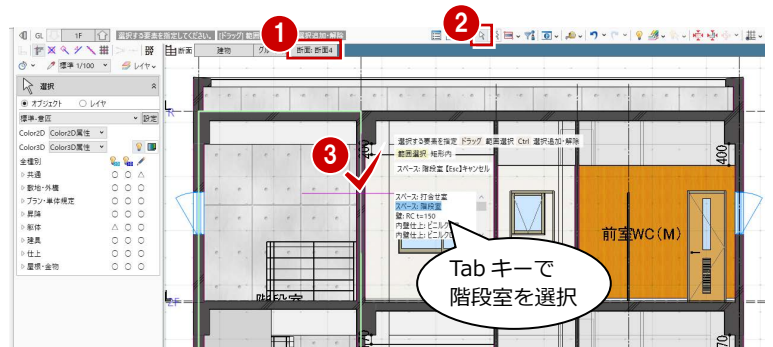 GL 1F 選択する要素を指定してください。 [ドラッグ] 範囲 選択追加・解除
断面 建物 グル 断面: 断面4
標準 1/100 レイヤ
選択
オブジェクト レイヤ
標準-意匠 設定
Color2D Color2D属性
Color3D Color3D属性
全種別
共通
敷地・外構
プラン・単体規定
昇降
躯体
建具
仕上
屋根・金物
1
2
3
選択する要素を指定 ドラッグ 範囲選択 Ctrl 選択追加・解除
範囲選択 矩形内
スペース: 階段室 [Esc]キャンセル
スペース: 打合せ室
スペース: 階段室
壁: RC t=150
内壁仕上: ビニルク
内壁仕上: ビニルク
400
400
前室WC(M)
Tab キーで
階段室を選択
階段室
R
2F